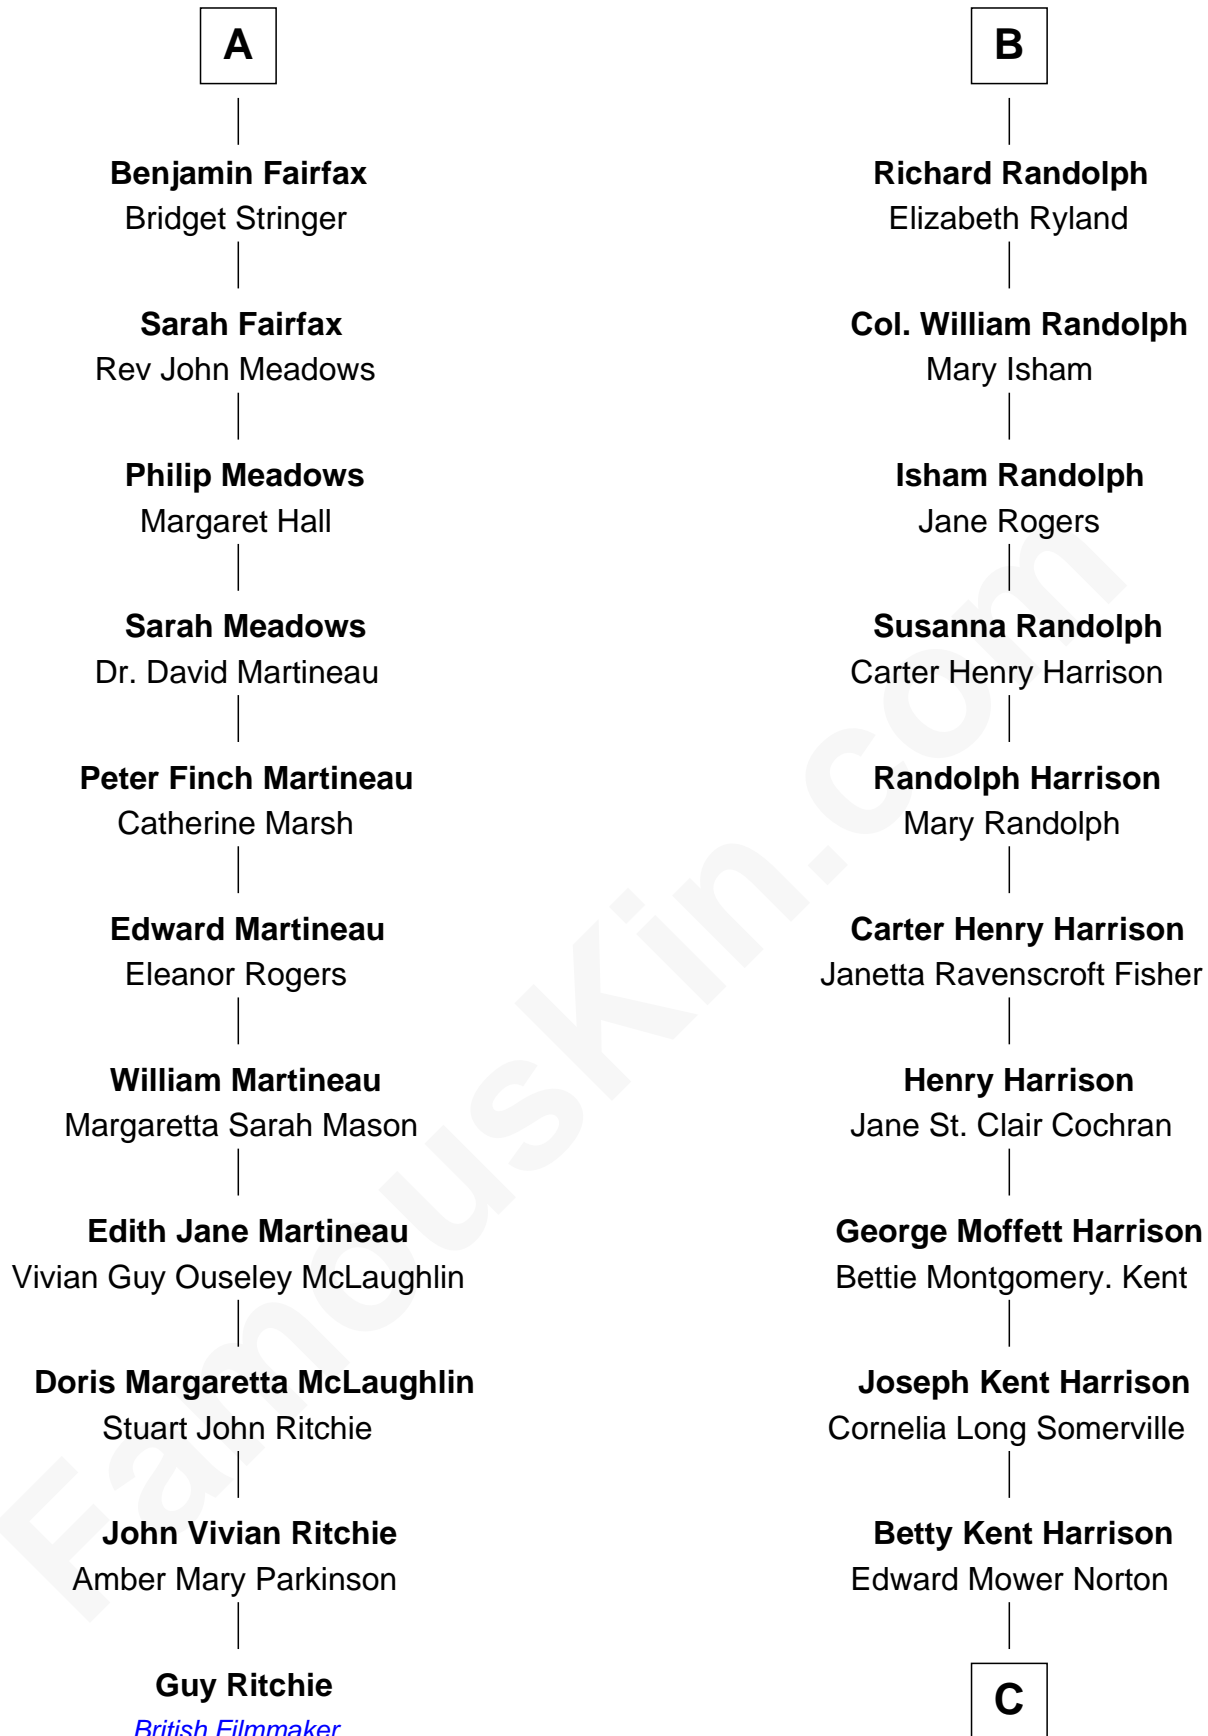 A
Benjamin Fairfax
Bridget Stringer
Sarah Fairfax
Rev John Meadows
Philip Meadows
Margaret Hall
Sarah Meadows
Dr. David Martineau
Peter Finch Martineau
Catherine Marsh
Edward Martineau
Eleanor Rogers
William Martineau
Margaretta Sarah Mason
Edith Jane Martineau
Vivian Guy Ouseley McLaughlin
Doris Margaretta McLaughlin
Stuart John Ritchie
John Vivian Ritchie
Amber Mary Parkinson
Guy Ritchie
British Filmmaker
B
Richard Randolph
Elizabeth Ryland
Col. William Randolph
Mary Isham
Isham Randolph
Jane Rogers
Susanna Randolph
Carter Henry Harrison
Randolph Harrison
Mary Randolph
Carter Henry Harrison
Janetta Ravenscroft Fisher
Henry Harrison
Jane St. Clair Cochran
George Moffett Harrison
Bettie Montgomery. Kent
Joseph Kent Harrison
Cornelia Long Somerville
Betty Kent Harrison
Edward Mower Norton
C
FamousKin.com